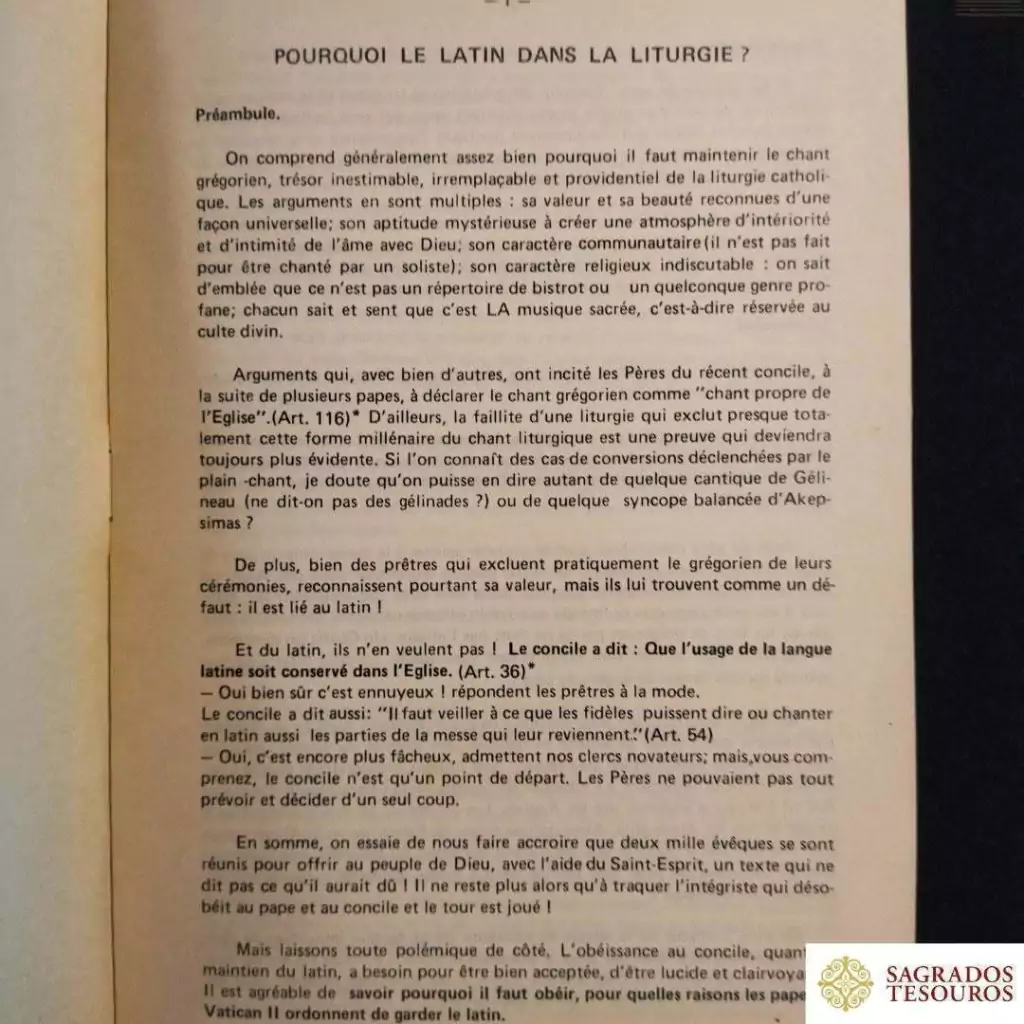 — 1 —
POURQUOI LE LATIN DANS LA LITURGIE ?
Préambule.
On comprend généralement assez bien pourquoi il faut maintenir le chant
grégorien, trésor inestimable, irremplaçable et providentiel de la liturgie catholi-
que. Les arguments en sont multiples : sa valeur et sa beauté reconnues d'une
façon universelle; son aptitude mystérieuse à créer une atmosphère d'intériorité
et d'intimité de l'âme avec Dieu; son caractère communautaire(il n'est pas fait
pour être chanté par un soliste); son caractère religieux indiscutable : on sait
d'emblée que ce n'est pas un répertoire de bistrot ou un quelconque genre pro-
fane; chacun sait et sent que c'est LA musique sacrée, c'est-à-dire réservée au
culte divin.
Arguments qui, avec bien d'autres, ont incité les Pères du récent concile, à
la suite de plusieurs papes, à déclarer le chant grégorien comme "chant propre de
l'Eglise".(Art. 116)* D'ailleurs, la faillite d'une liturgie qui exclut presque tota-
lement cette forme millénaire du chant liturgique est une preuve qui deviendra
toujours plus évidente. Si l'on connaît des cas de conversions déclenchées par le
plain -chant, je doute qu'on puisse en dire autant de quelque cantique de Géli-
neau (ne dit-on pas des gélinades ?) ou de quelque syncope balancée d'Akep-
simas ?
De plus, bien des prêtres qui excluent pratiquement le grégorien de leurs
cérémonies, reconnaissent pourtant sa valeur, mais ils lui trouvent comme un dé-
faut : il est lié au latin !
Et du latin, ils n'en veulent pas ! Le concile a dit : Que l'usage de la langue
latine soit conservé dans l'Eglise. (Art. 36)*
— Oui bien sûr c'est ennuyeux ! répondent les prêtres à la mode.
Le concile a dit aussi: "Il faut veiller à ce que les fidèles puissent dire ou chanter
en latin aussi les parties de la messe qui leur reviennent."(Art. 54)
— Oui, c'est encore plus fâcheux, admettent nos clercs novateurs; mais,vous com-
prenez, le concile n'est qu'un point de départ. Les Pères ne pouvaient pas tout
prévoir et décider d'un seul coup.
En somme, on essaie de nous faire accroire que deux mille évêques se sont
réunis pour offrir au peuple de Dieu, avec l'aide du Saint-Esprit, un texte qui ne
dit pas ce qu'il aurait dû ! Il ne reste plus alors qu'à traquer l'intégriste qui déso-
béit au pape et au concile et le tour est joué !
Mais laissons toute polémique de côté. L'obéissance au concile, quant
maintien du latin, a besoin pour être bien acceptée, d'être lucide et
Il est agréable de savoir pourquoi il faut obéir, pour quelles raisons les
Vatican II ordonnent de garder le latin.
SAGRADOS
TESOUROS